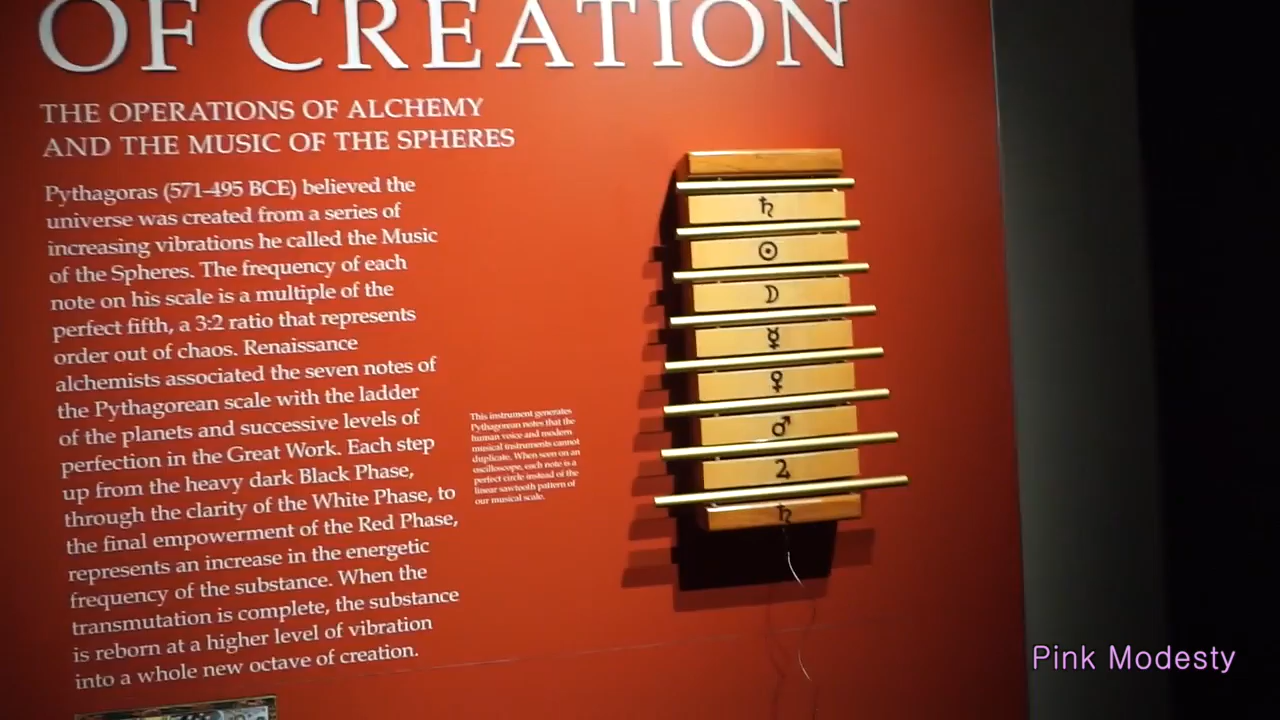 OF CREATION
THE OPERATIONS OF ALCHEMY
AND THE MUSIC OF THE SPHERES
Pythagoras (571–495 BCE) believed the
universe was created from a series of
increasing vibrations he called the Music
of the Spheres. The frequency of each
note on his scale is a multiple of the
perfect fifth, a 3:2 ratio that represents
order out of chaos. Renaissance
alchemists associated the seven notes of
the Pythagorean scale with the ladder
of the planets and successive levels of
perfection in the Great Work. Each step
up from the heavy dark Black Phase,
through the clarity of the White Phase, to
the final empowerment of the Red Phase,
represents an increase in the energetic
frequency of the substance. When the
transmutation is complete, the substance
is reborn at a higher level of vibration
into a whole new octave of creation.
This instrument generates
Pythagorean notes that the
human voice and modern
musical instruments cannot
duplicate. When seen on an
oscilloscope, each note is a
perfect circle instead of the
linear sawtooth pattern of
our musical scale.
♄
☉
☽
☿
♀
♂
♃
♄
Pink Modesty